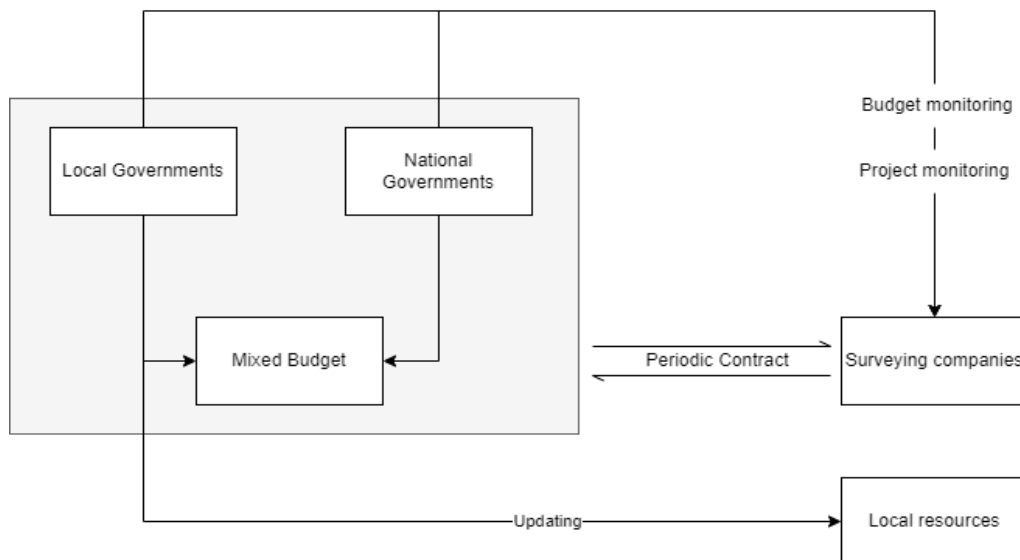 Budget monitoring
Local Governments
National
Governments
Project monitoring
Mixed Budget
Periodic Contract
Surveying companies
Updating
Local resources